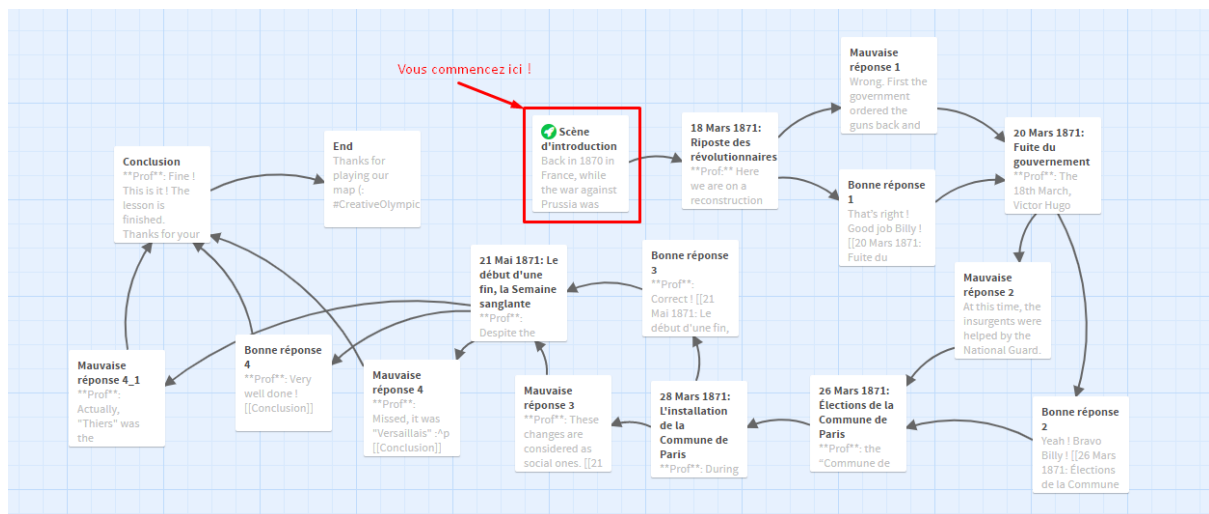 Vous commencez ici !
Scène
d'introduction
Back in 1870 in
France, while
the war against
Prussia was
18 Mars 1871:
Riposte des
révolutionnaires
**Prof:** Here
we are on a
reconstruction
Mauvaise
réponse 1
Wrong. First the
government
ordered the
guns back and
Bonne réponse
1
That's right !
Good job Billy !
[[20 Mars 1871:
Fuite du
20 Mars 1871:
Fuite du
gouvernement
**Prof**: The
18th March,
Victor Hugo
Mauvaise
réponse 2
At this time, the
insurgents were
helped by the
National Guard.
Bonne réponse
2
Yeah ! Bravo
Billy ! [[26 Mars
1871: Élections
de la Commune
26 Mars 1871:
Élections de la
Commune de
Paris
**Prof**: the
"Commune de
28 Mars 1871:
L'installation
de la
Commune de
Paris
**Prof**: During
Mauvaise
réponse 3
**Prof**: These
changes are
considered as
social ones. [[21
Bonne réponse
3
**Prof**:
Correct ! [[21
Mai 1871: Le
début d'une fin,
21 Mai 1871: Le
début d'une
fin, la Semaine
sanglante
**Prof**:
Despite the
Mauvaise
réponse 4
**Prof**:
Missed, it was
"Versaillais" :^p
[[Conclusion]]
Bonne réponse
4
**Prof**: Very
well done !
[[Conclusion]]
Mauvaise
réponse 4_1
**Prof**:
Actually,
"Thiers" was
the
Conclusion
**Prof**: Fine !
This is it ! The
lesson is
finished.
Thanks for your
End
Thanks for
playing our
map (:
#CreativeOlympic